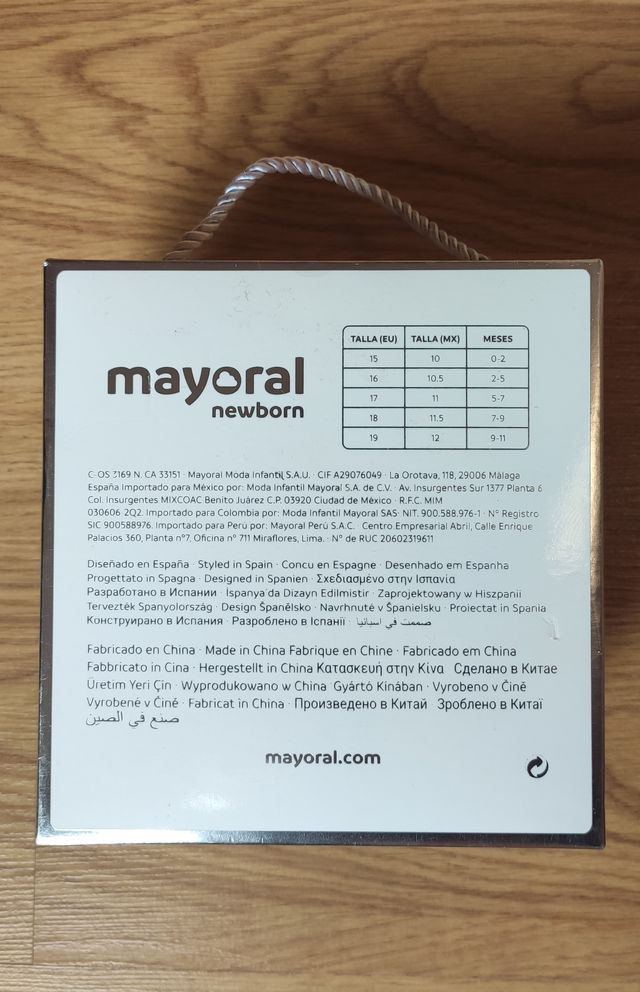 mayoral
newborn
TALLA (EU) TALLA (MX) MESES
15 10 0-2
16 10.5 2-5
17 11 5-7
18 11.5 7-9
19 12 9-11
C-OS 3169 N. CA 33151 · Mayoral Moda Infantil S.A.U. · CIF A29076049 · La Orotava, 118, 29006 Málaga
España Importado para México por: Moda Infantil Mayoral S.A. de C.V. · Av. Insurgentes Sur 1377 Planta 6
Col. Insurgentes MIXCOAC Benito Juárez C.P. 03920 Ciudad de México · R.F.C. MIM
030606 2Q2. Importado para Colombia por: Moda Infantil Mayoral SAS· NIT. 900.588.976-1 · Nº Registro
SIC 900588976. Importado para Perú por: Mayoral Perú S.A.C. · Centro Empresarial Abril, Calle Enrique
Palacios 360, Planta nº7, Oficina nº 711 Miraflores, Lima. · Nº de RUC 20602319611
Diseñado en España · Styled in Spain · Concu en Espagne · Desenhado em Espanha
Progettato in Spagna · Designed in Spanien · Σχεδιασμένο στην Ισπανία
Разработано в Испании · İspanya'da Dizayn Edilmistir · Zaprojektowany w Hiszpanii
Tervezték Spanyolország · Design Španělsko · Navrhnuté v Španielsku · Proiectat in Spania
Конструирано в Испания · Разроблено в Іспанії · صممت في اسبانيا
Fabricado en China · Made in China Fabrique en Chine · Fabricado em China
Fabbricato in Cina · Hergestellt in China Κατασκευή στην Κίνα Сделано в Китае
Üretim Yeri Çin · Wyprodukowano w China Gyártó Kínában · Vyrobeno v Čině
Vyrobené v Čině · Fabricat in China · Произведено в Китай Зроблено в Китаї
صنع في الصين
mayoral.com